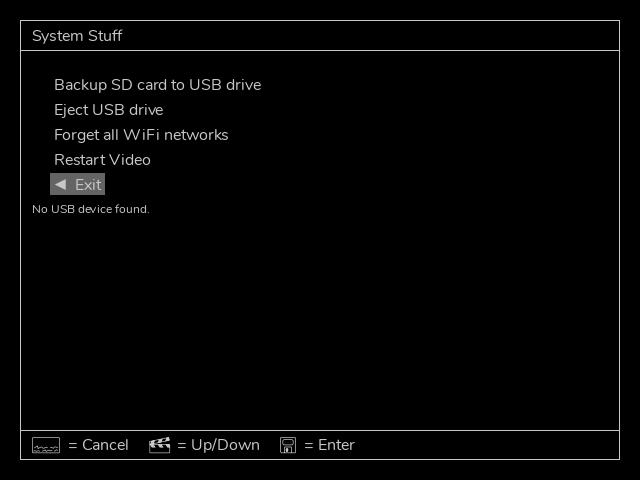 System Stuff
Backup SD card to USB drive
Eject USB drive
Forget all WiFi networks
Restart Video
◄ Exit
No USB device found.
= Cancel = Up/Down = Enter